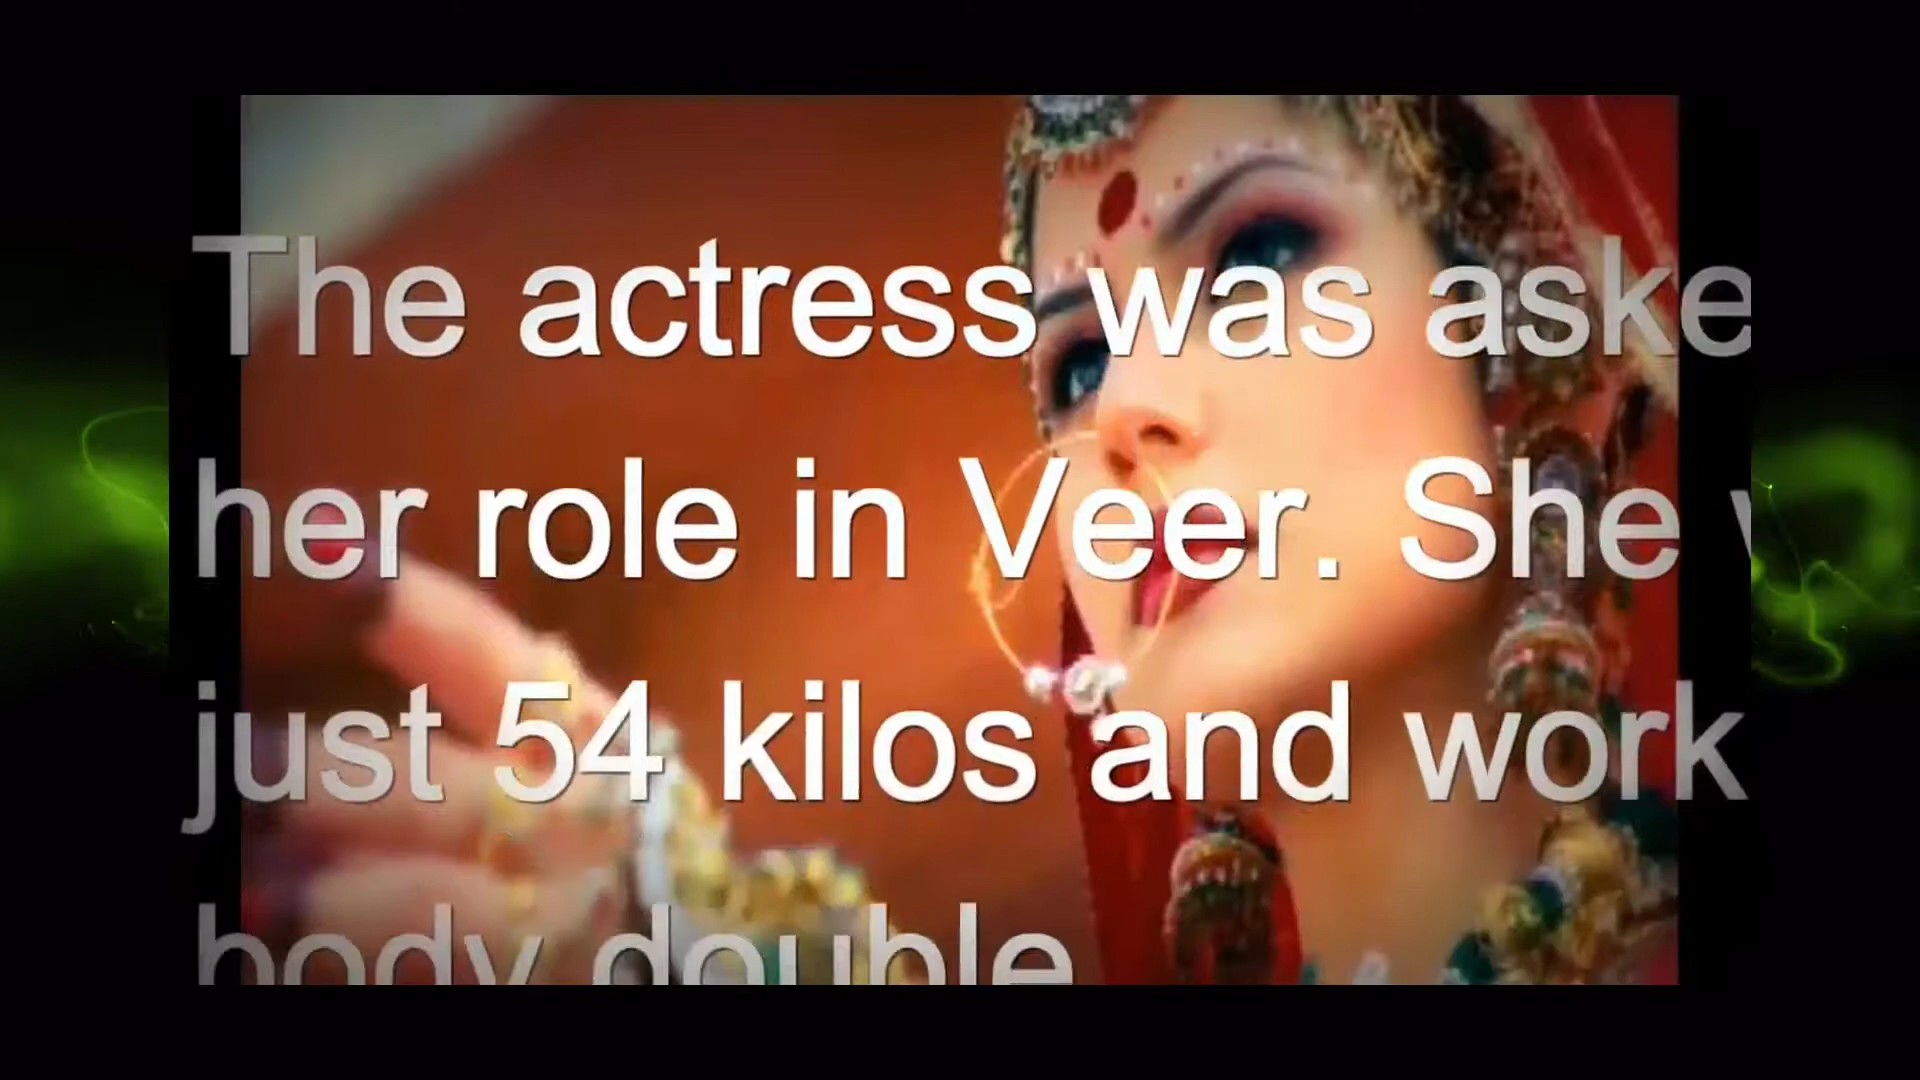 The actress was aske
her role in Veer. She
just 54 kilos and work
body double